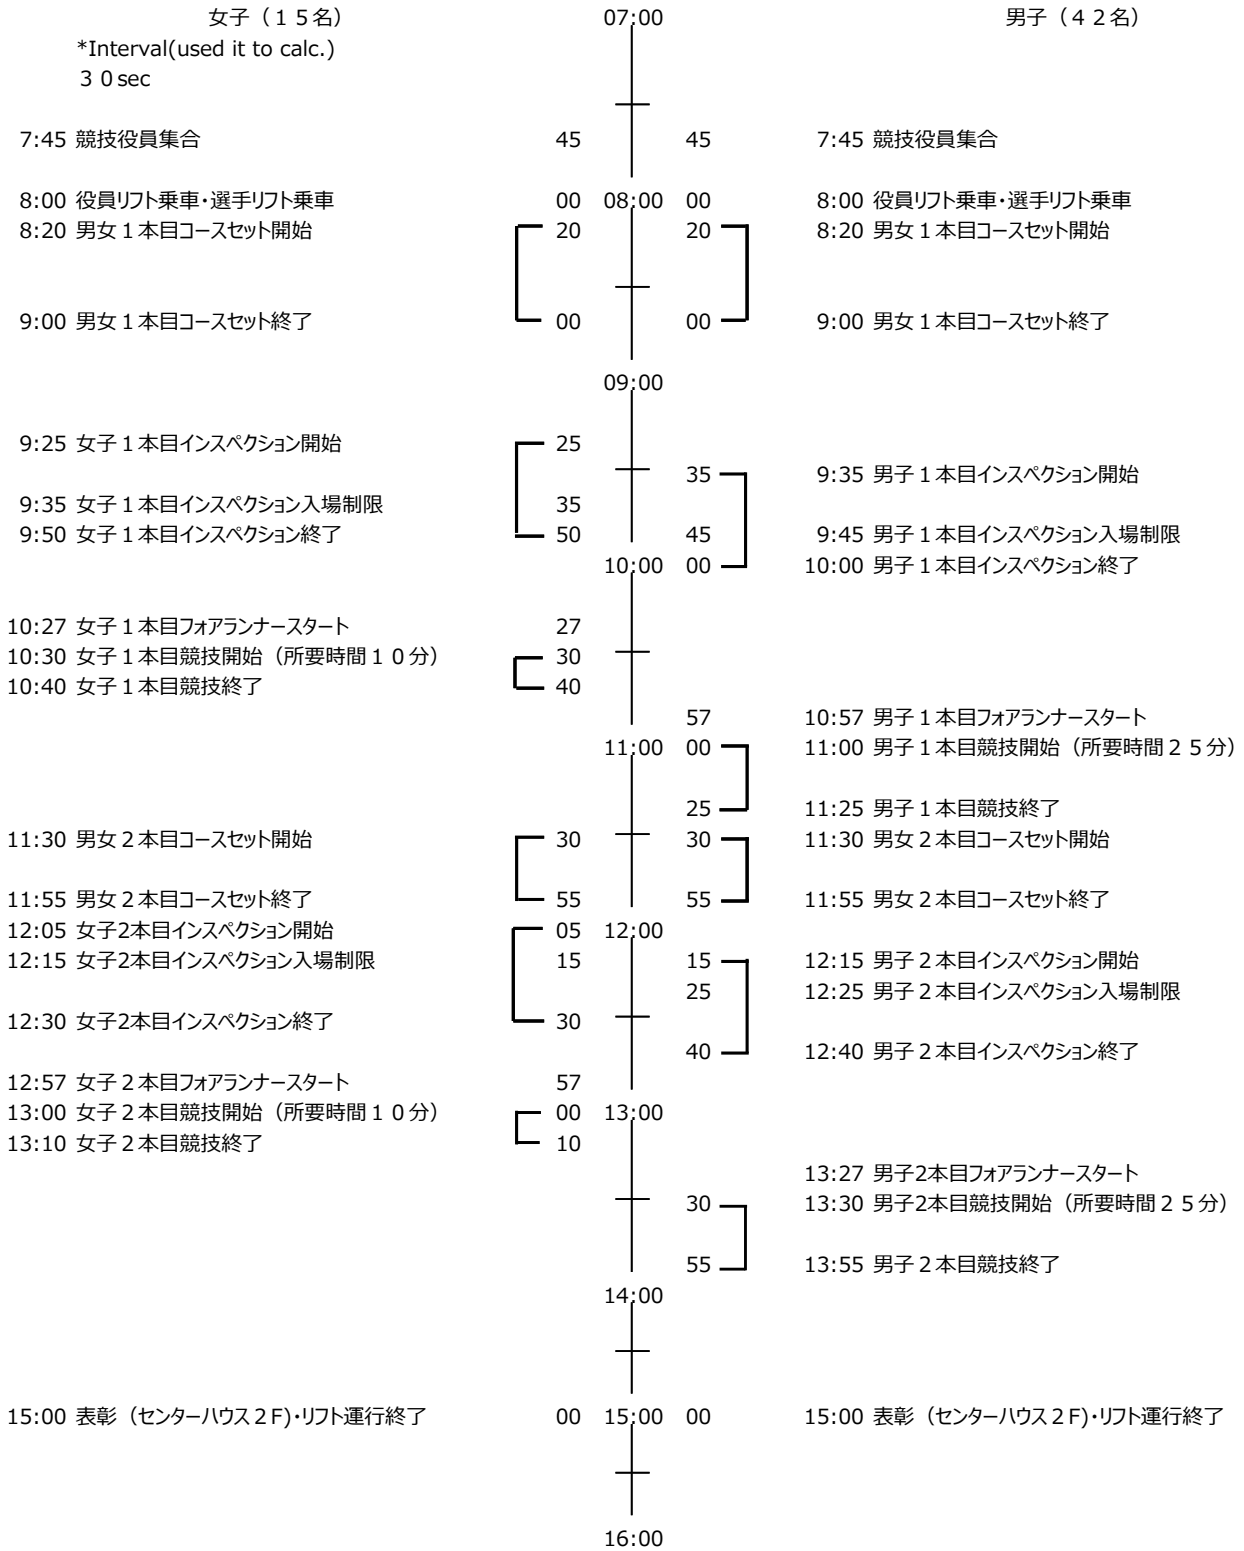 女子（１５名） 07:00 男子（４２名）
*Interval(used it to calc.)
３０sec
7:45 競技役員集合 45 45 7:45 競技役員集合
8:00 役員リフト乗車・選手リフト乗車 00 08:00 00 8:00 役員リフト乗車・選手リフト乗車
8:20 男女１本目コースセット開始 20 20 8:20 男女１本目コースセット開始
9:00 男女１本目コースセット終了 00 00 9:00 男女１本目コースセット終了
09:00
9:25 女子１本目インスペクション開始 25
35 9:35 男子１本目インスペクション開始
9:35 女子１本目インスペクション入場制限 35
9:50 女子１本目インスペクション終了 50 45 9:45 男子１本目インスペクション入場制限
10:00 00 10:00 男子１本目インスペクション終了
10:27 女子１本目フォアランナースタート 27
10:30 女子１本目競技開始（所要時間１０分） 30
10:40 女子１本目競技終了 40
57 10:57 男子１本目フォアランナースタート
11:00 00 11:00 男子１本目競技開始（所要時間２５分）
25 11:25 男子１本目競技終了
11:30 男女２本目コースセット開始 30 30 11:30 男女２本目コースセット開始
11:55 男女２本目コースセット終了 55 55 11:55 男女２本目コースセット終了
12:05 女子2本目インスペクション開始 05 12:00
12:15 女子2本目インスペクション入場制限 15 15 12:15 男子２本目インスペクション開始
25 12:25 男子２本目インスペクション入場制限
12:30 女子2本目インスペクション終了 30
40 12:40 男子２本目インスペクション終了
12:57 女子２本目フォアランナースタート 57
13:00 女子２本目競技開始（所要時間１０分） 00 13:00
13:10 女子２本目競技終了 10
13:27 男子2本目フォアランナースタート
30 13:30 男子2本目競技開始（所要時間２５分）
55 13:55 男子２本目競技終了
14:00
15:00 表彰（センターハウス２Ｆ)・リフト運行終了 00 15:00 00 15:00 表彰（センターハウス２Ｆ)・リフト運行終了
16:00